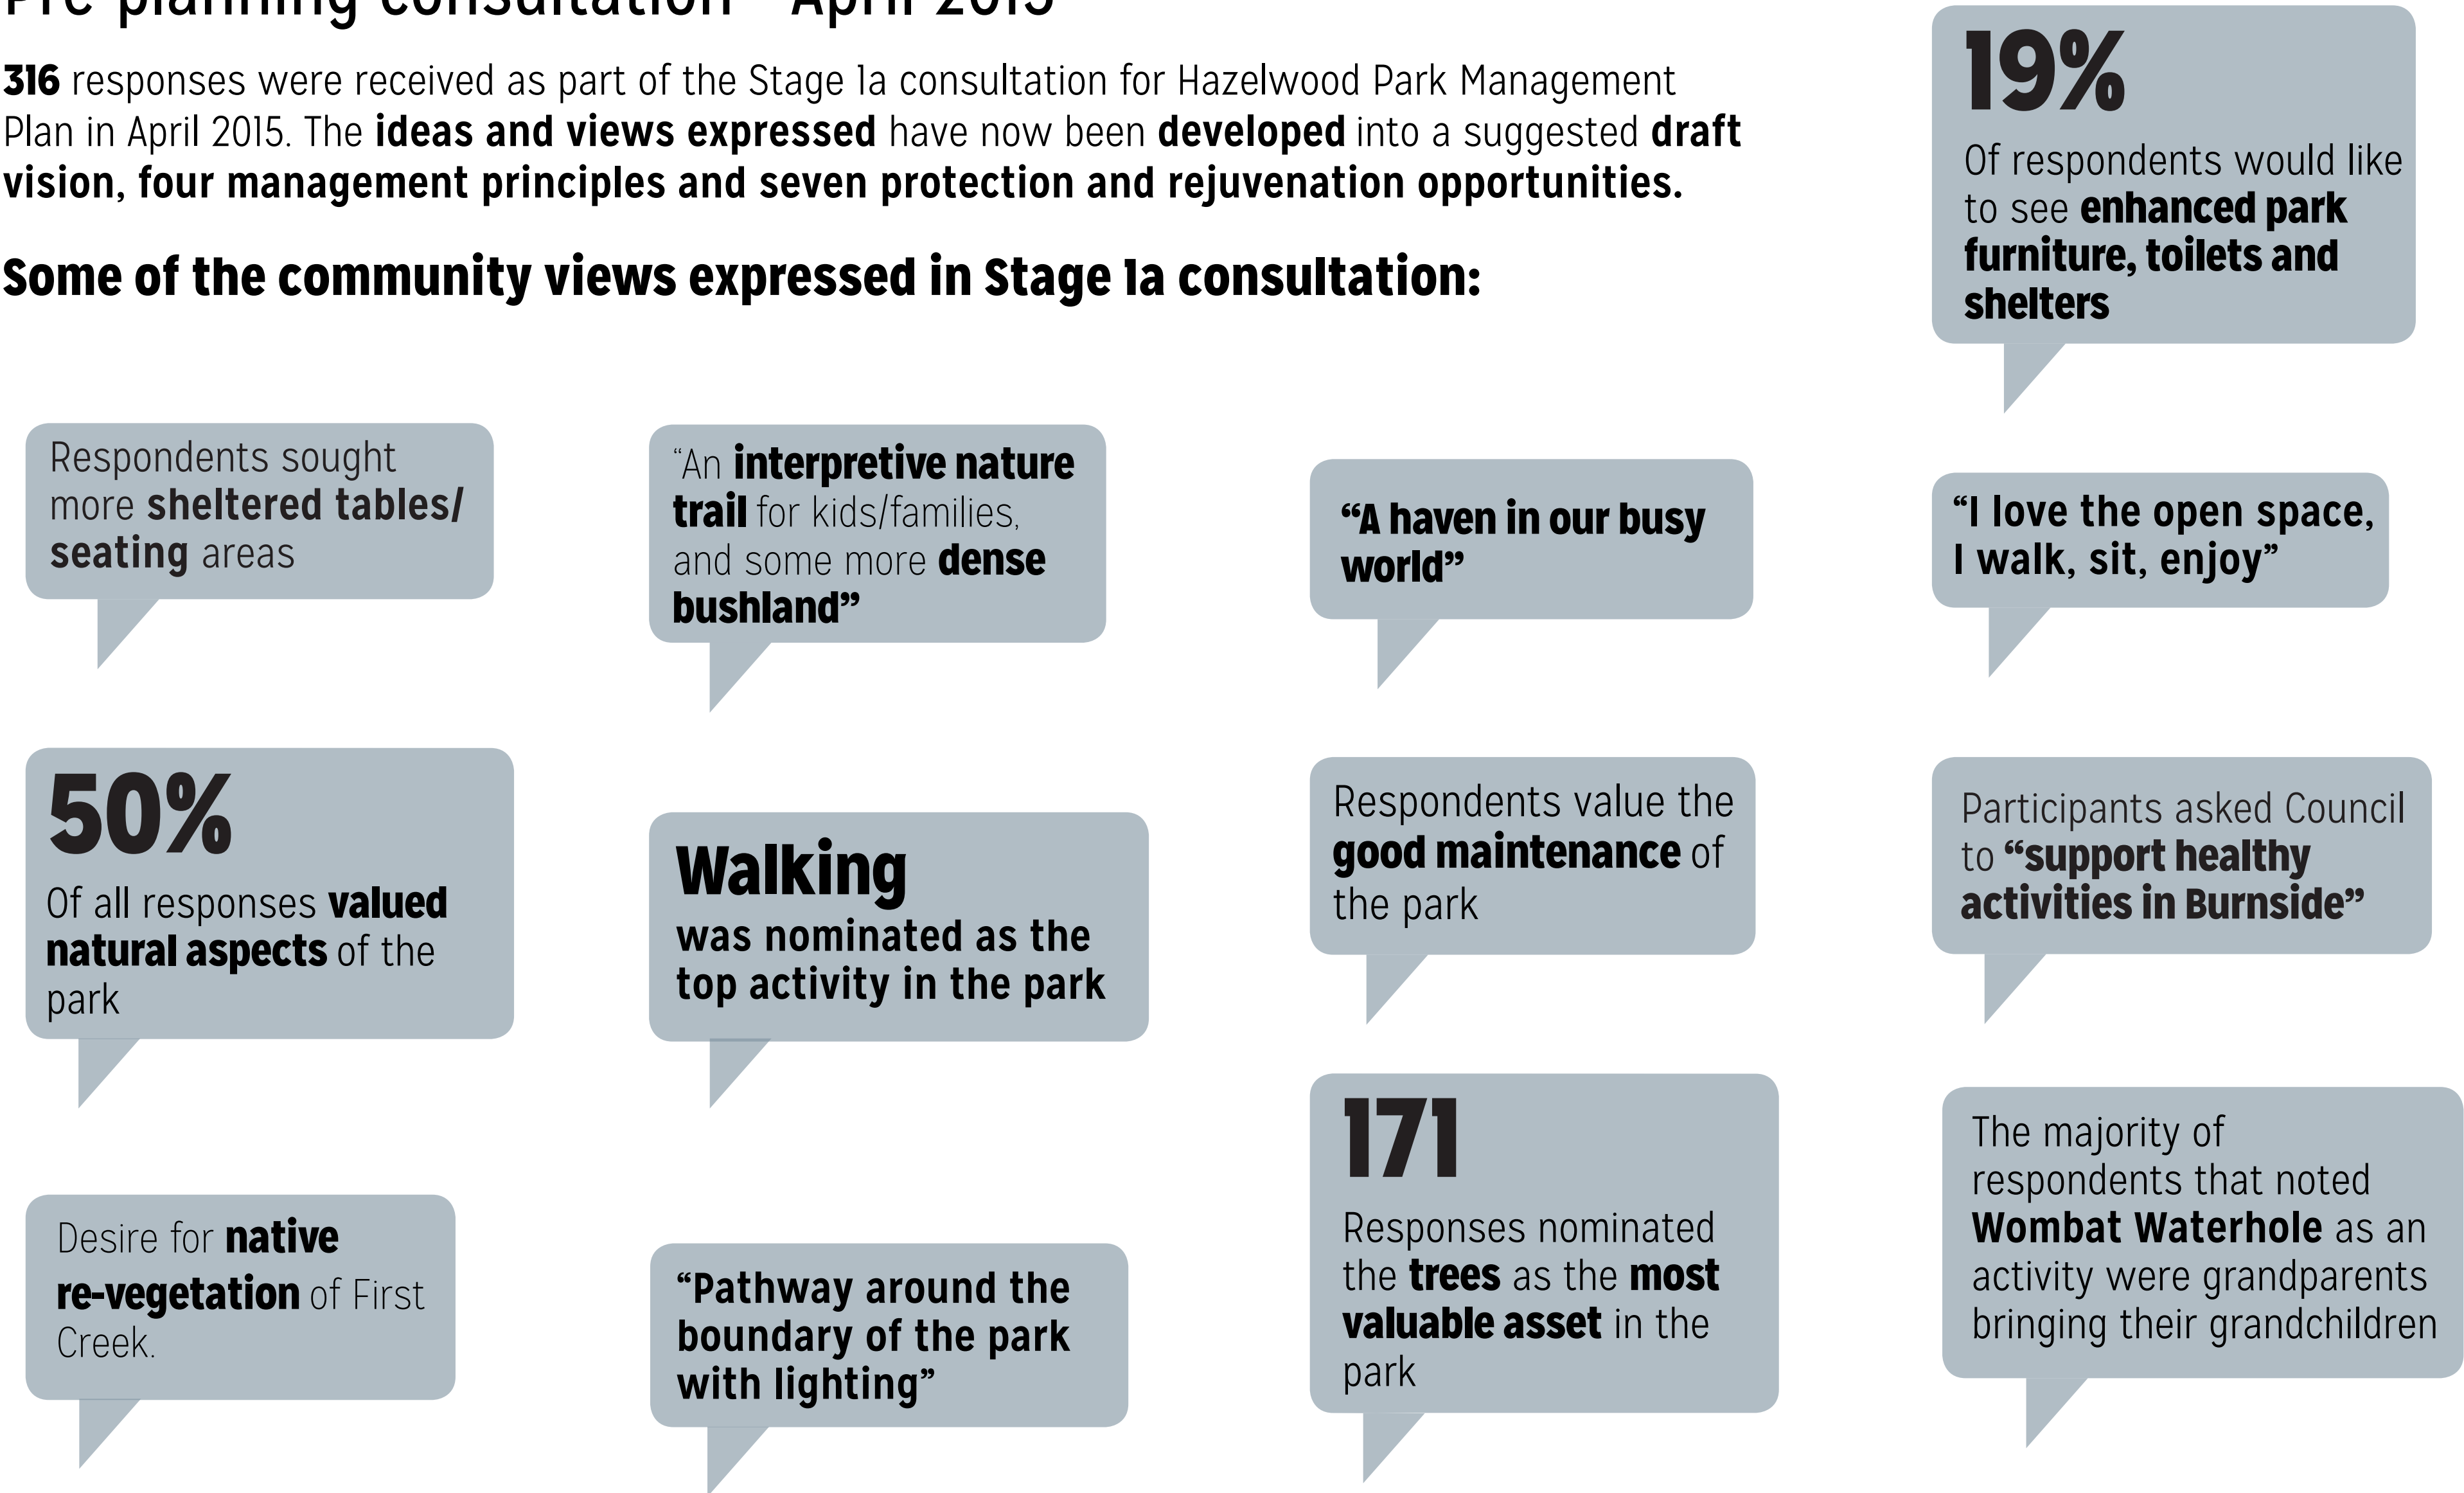 Pre-planning consultation - April 2015
316 responses were received as part of the Stage 1a consultation for Hazelwood Park Management
Plan in April 2015. The ideas and views expressed have now been developed into a suggested draft
vision, four management principles and seven protection and rejuvenation opportunities.
Some of the community views expressed in Stage 1a consultation:
19%
Of respondents would like
to see enhanced park
furniture, toilets and
shelters
Respondents sought
more sheltered tables/
seating areas
“An interpretive nature
trail for kids/families,
and some more dense
bushland”
“A haven in our busy
world”
“I love the open space,
I walk, sit, enjoy”
50%
Of all responses valued
natural aspects of the
park
Walking
was nominated as the
top activity in the park
Respondents value the
good maintenance of
the park
Participants asked Council
to “support healthy
activities in Burnside”
Desire for native
re-vegetation of First
Creek.
“Pathway around the
boundary of the park
with lighting”
171
Responses nominated
the trees as the most
valuable asset in the
park
The majority of
respondents that noted
Wombat Waterhole as an
activity were grandparents
bringing their grandchildren